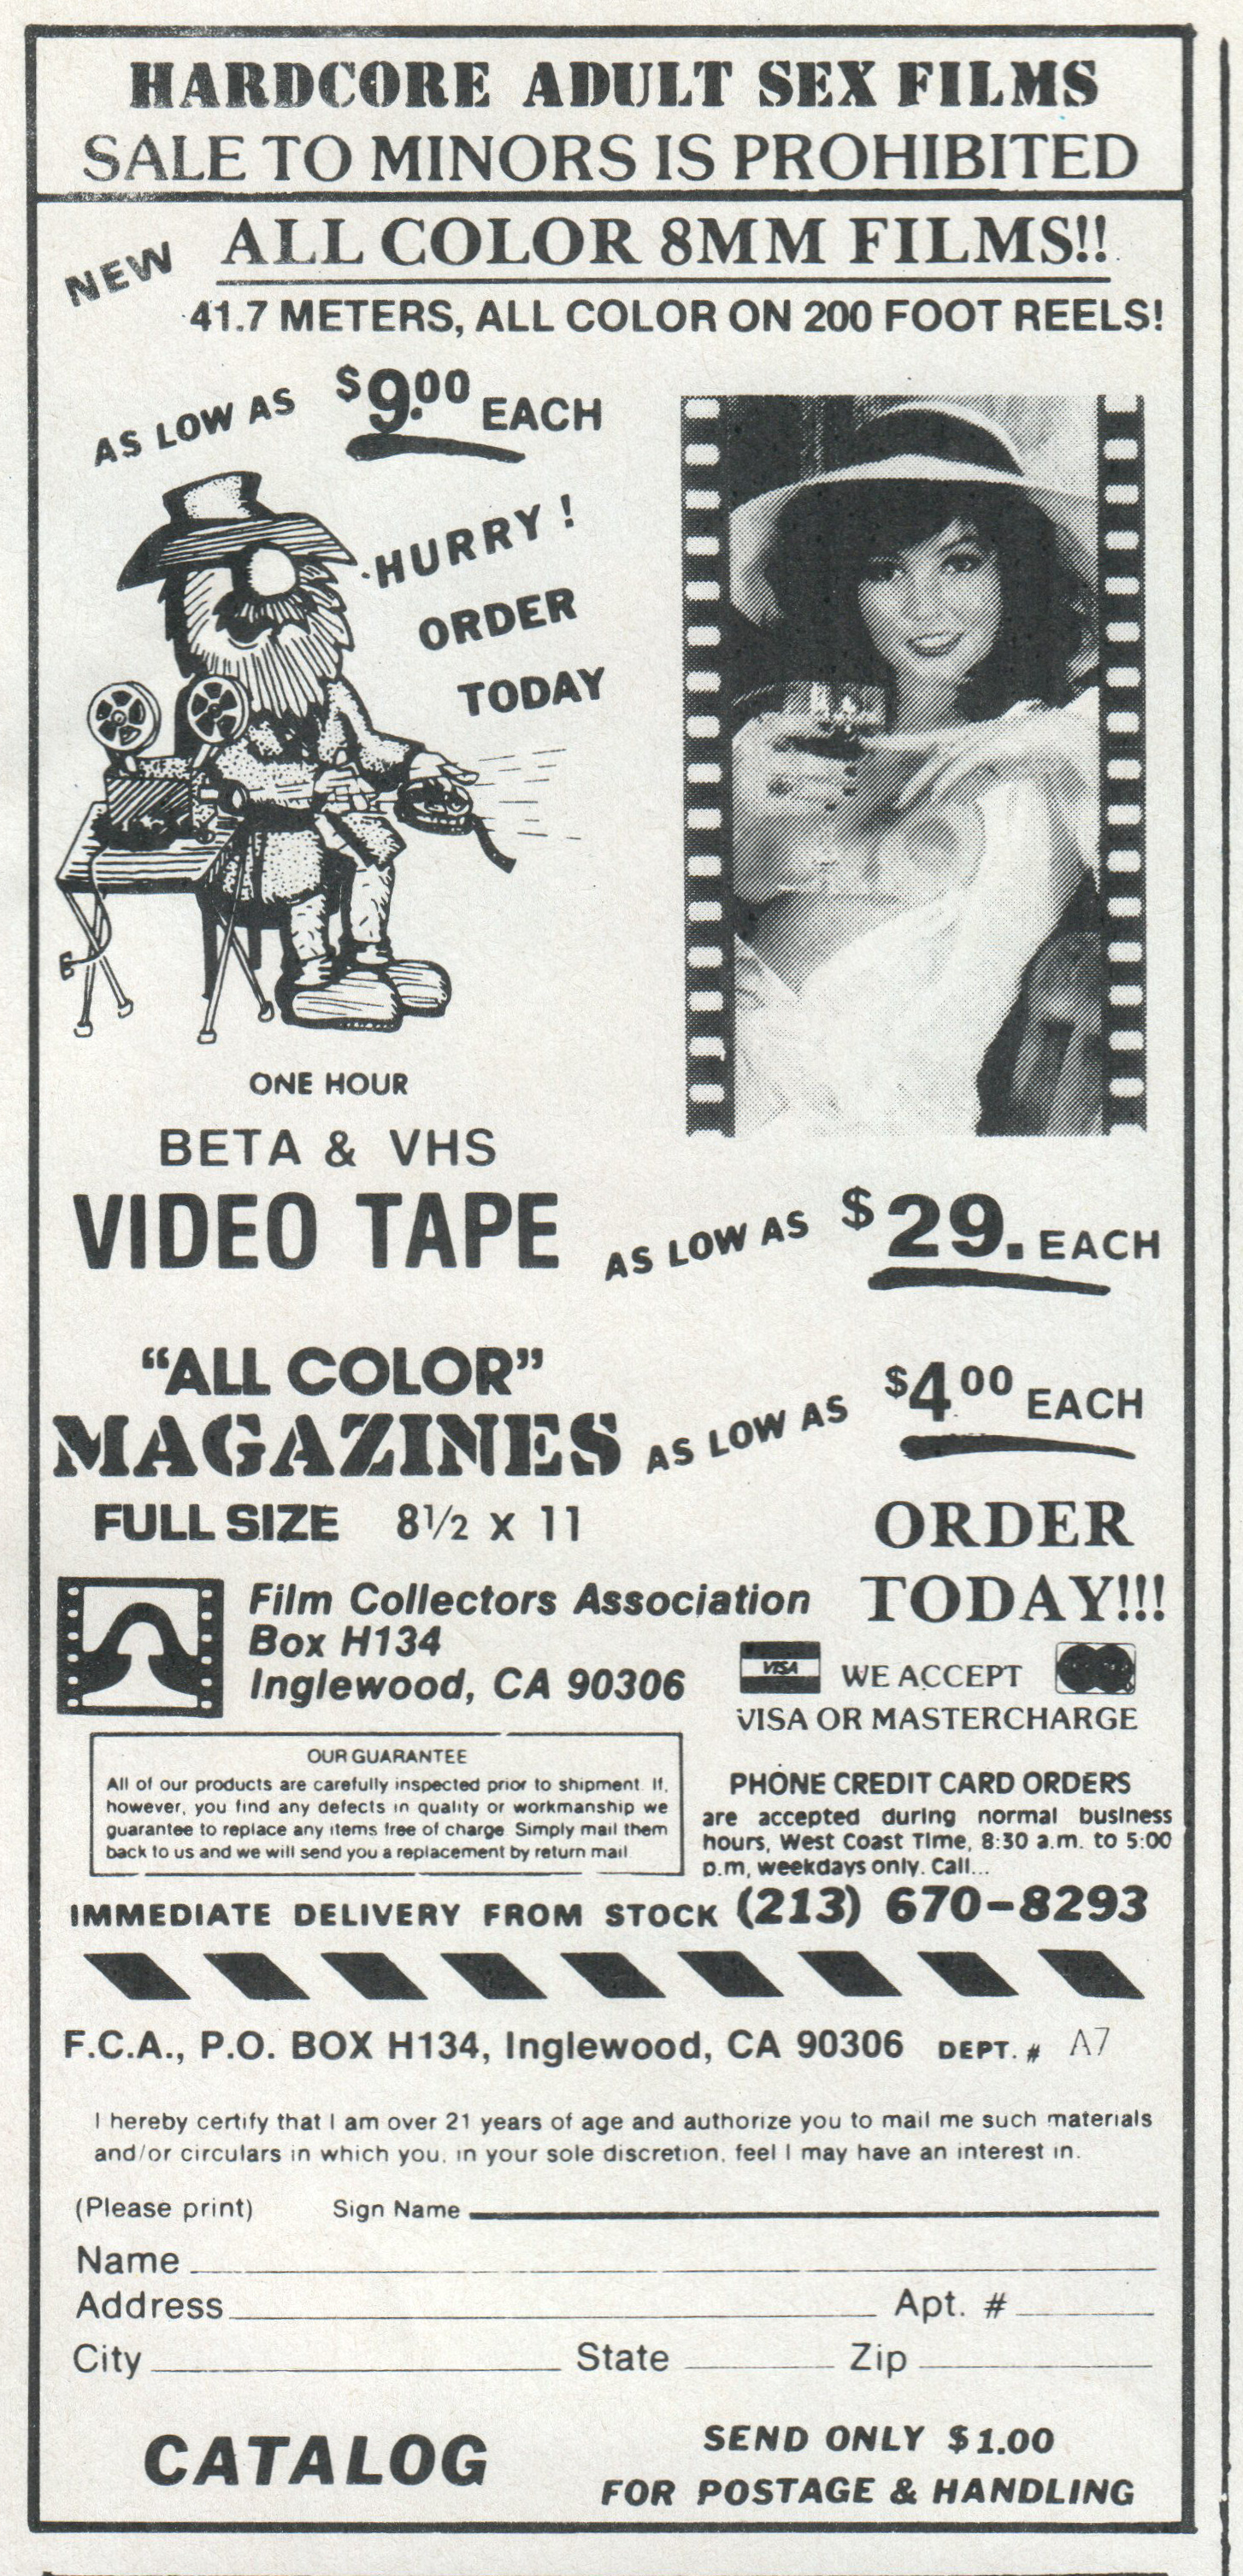 HARDCORE ADULT SEX FILMS
SALE TO MINORS IS PROHIBITED
NEW
ALL COLOR 8MM FILMS!!
41.7 METERS, ALL COLOR ON 200 FOOT REELS!
AS LOW AS $9.00 EACH
HURRY!
ORDER
TODAY
ONE HOUR
BETA & VHS
VIDEO TAPE
AS LOW AS $29. EACH
"ALL COLOR"
MAGAZINES
AS LOW AS $4.00 EACH
FULL SIZE 8½ x 11
ORDER
TODAY!!!
Film Collectors Association
Box H134
Inglewood, CA 90306
VISA
WE ACCEPT
VISA OR MASTERCHARGE
OUR GUARANTEE
All of our products are carefully inspected prior to shipment. If,
however, you find any defects in quality or workmanship we
guarantee to replace any items free of charge. Simply mail them
back to us and we will send you a replacement by return mail.
PHONE CREDIT CARD ORDERS
are accepted during normal business
hours, West Coast Time, 8:30 a.m. to 5:00
p.m, weekdays only. Call...
IMMEDIATE DELIVERY FROM STOCK (213) 670-8293
F.C.A., P.O. BOX H134, Inglewood, CA 90306 DEPT. # A7
I hereby certify that I am over 21 years of age and authorize you to mail me such materials
and/or circulars in which you, in your sole discretion, feel I may have an interest in.
(Please print) Sign Name
Name
Address Apt. #
City State Zip
CATALOG
SEND ONLY $1.00
FOR POSTAGE & HANDLING